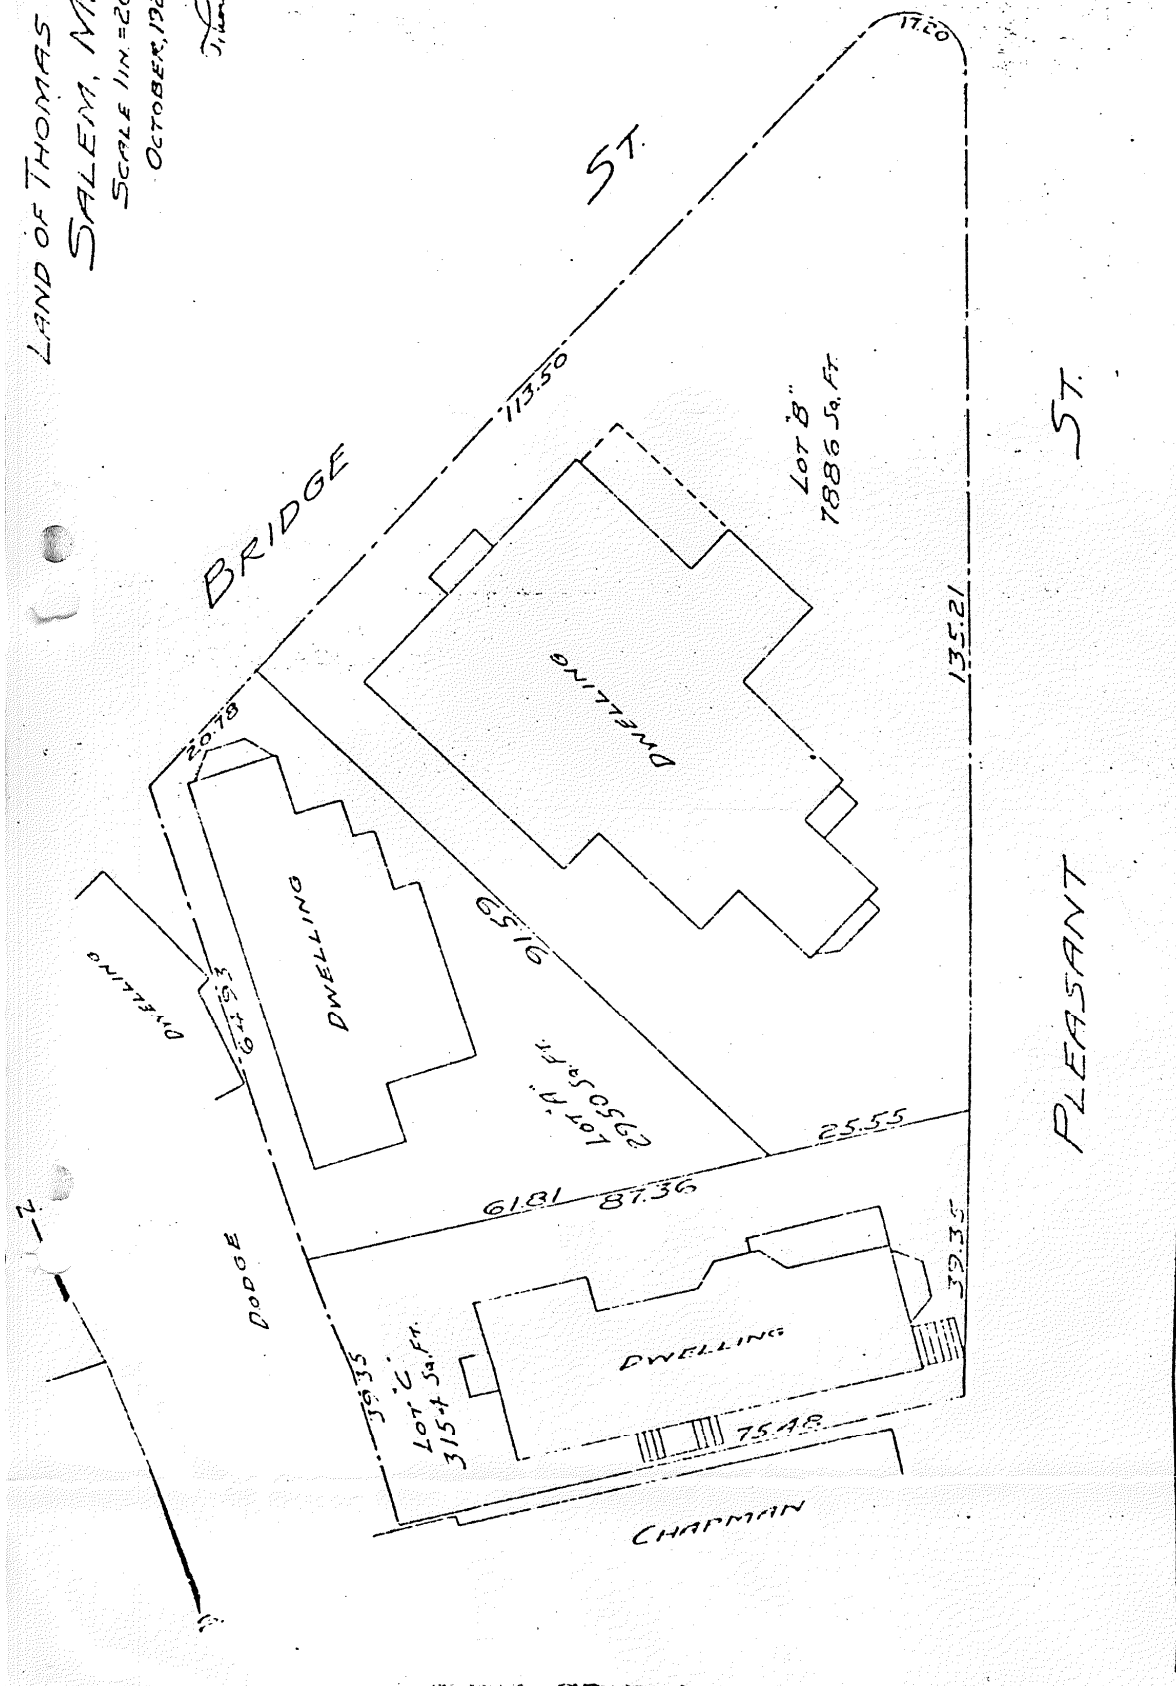 LAND OF THOMAS
SALEM, M
SCALE 1 IN.=20
OCTOBER, 192
BRIDGE ST.
17.20
113.50
20.78
LOT "B"
7886 Sq. Ft.
DWELLING
135.21
91.59
DWELLING
DWELLING
64.93
LOT "A"
2950 Sq. Ft.
25.55
61.81
87.36
PLEASANT ST.
39.35
DODGE
39.35
LOT "C"
3154 Sq. Ft.
DWELLING
75.48
CHAPMAN